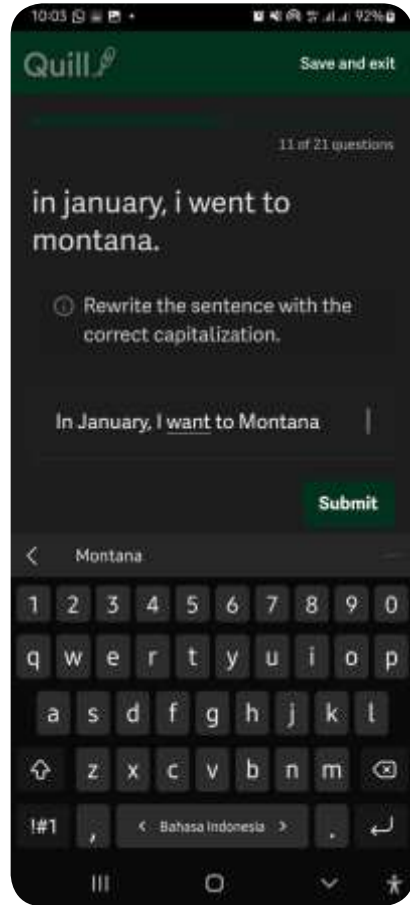 10:03 92%
Quill
Save and exit
11 of 21 questions
in january, i went to
montana.
Rewrite the sentence with the
correct capitalization.
In January, I want to Montana
Submit
Montana
1 2 3 4 5 6 7 8 9 0
q w e r t y u i o p
a s d f g h j k l
z x c v b n m
!#1 , < Bahasa Indonesia > .